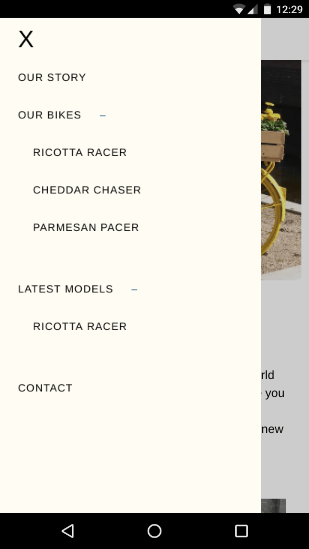 12:29
X
OUR STORY
OUR BIKES –
RICOTTA RACER
CHEDDAR CHASER
PARMESAN PACER
LATEST MODELS –
RICOTTA RACER
rld
you
CONTACT
new